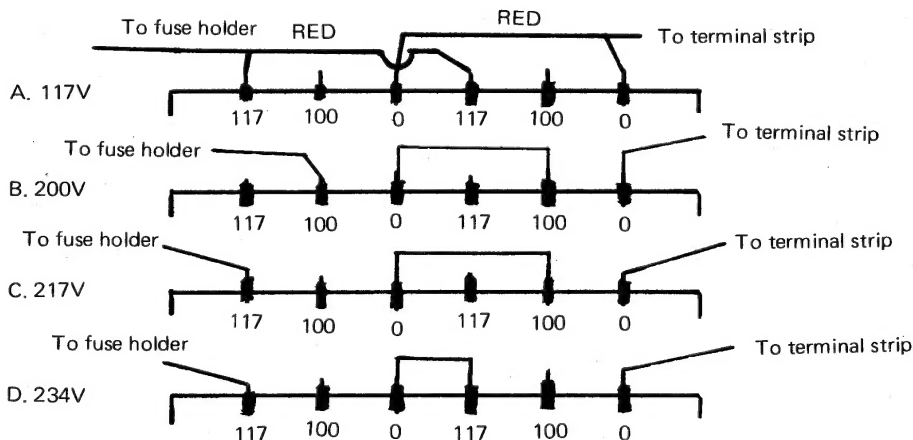 To fuse holder RED RED To terminal strip
A. 117V
117 100 0 117 100 0
To fuse holder To terminal strip
B. 200V
117 100 0 117 100 0
To fuse holder To terminal strip
C. 217V
117 100 0 117 100 0
To fuse holder To terminal strip
D. 234V
117 100 0 117 100 0